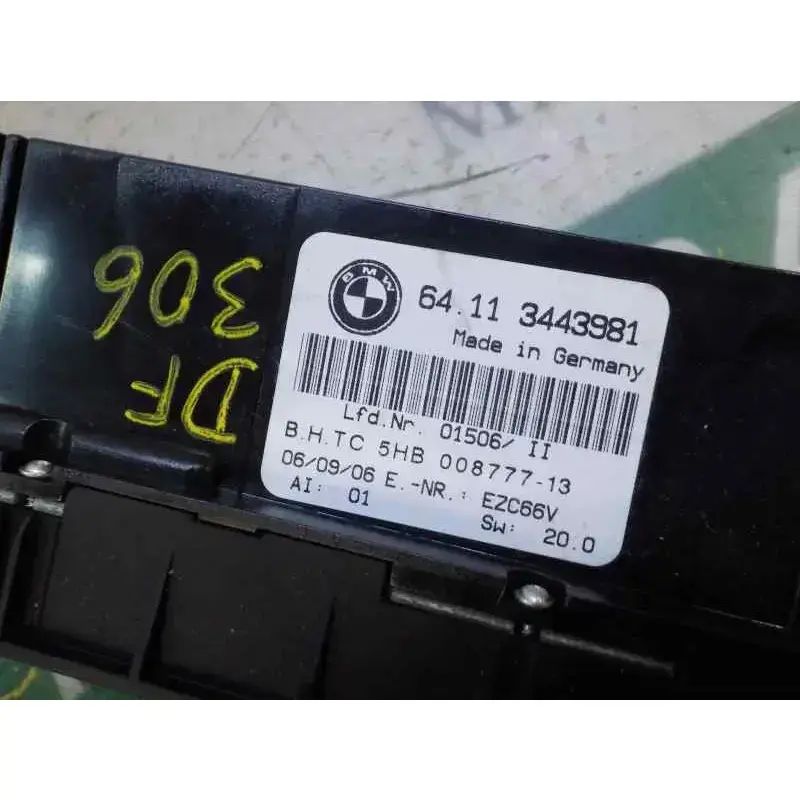 BMW
64.11 3443981
Made in Germany
Lfd.Nr. 01506/ II
B.H.TC 5HB 008777-13
06/09/06 E.-NR.: EZC66V
AI: 01 SW: 20.0
DF
306